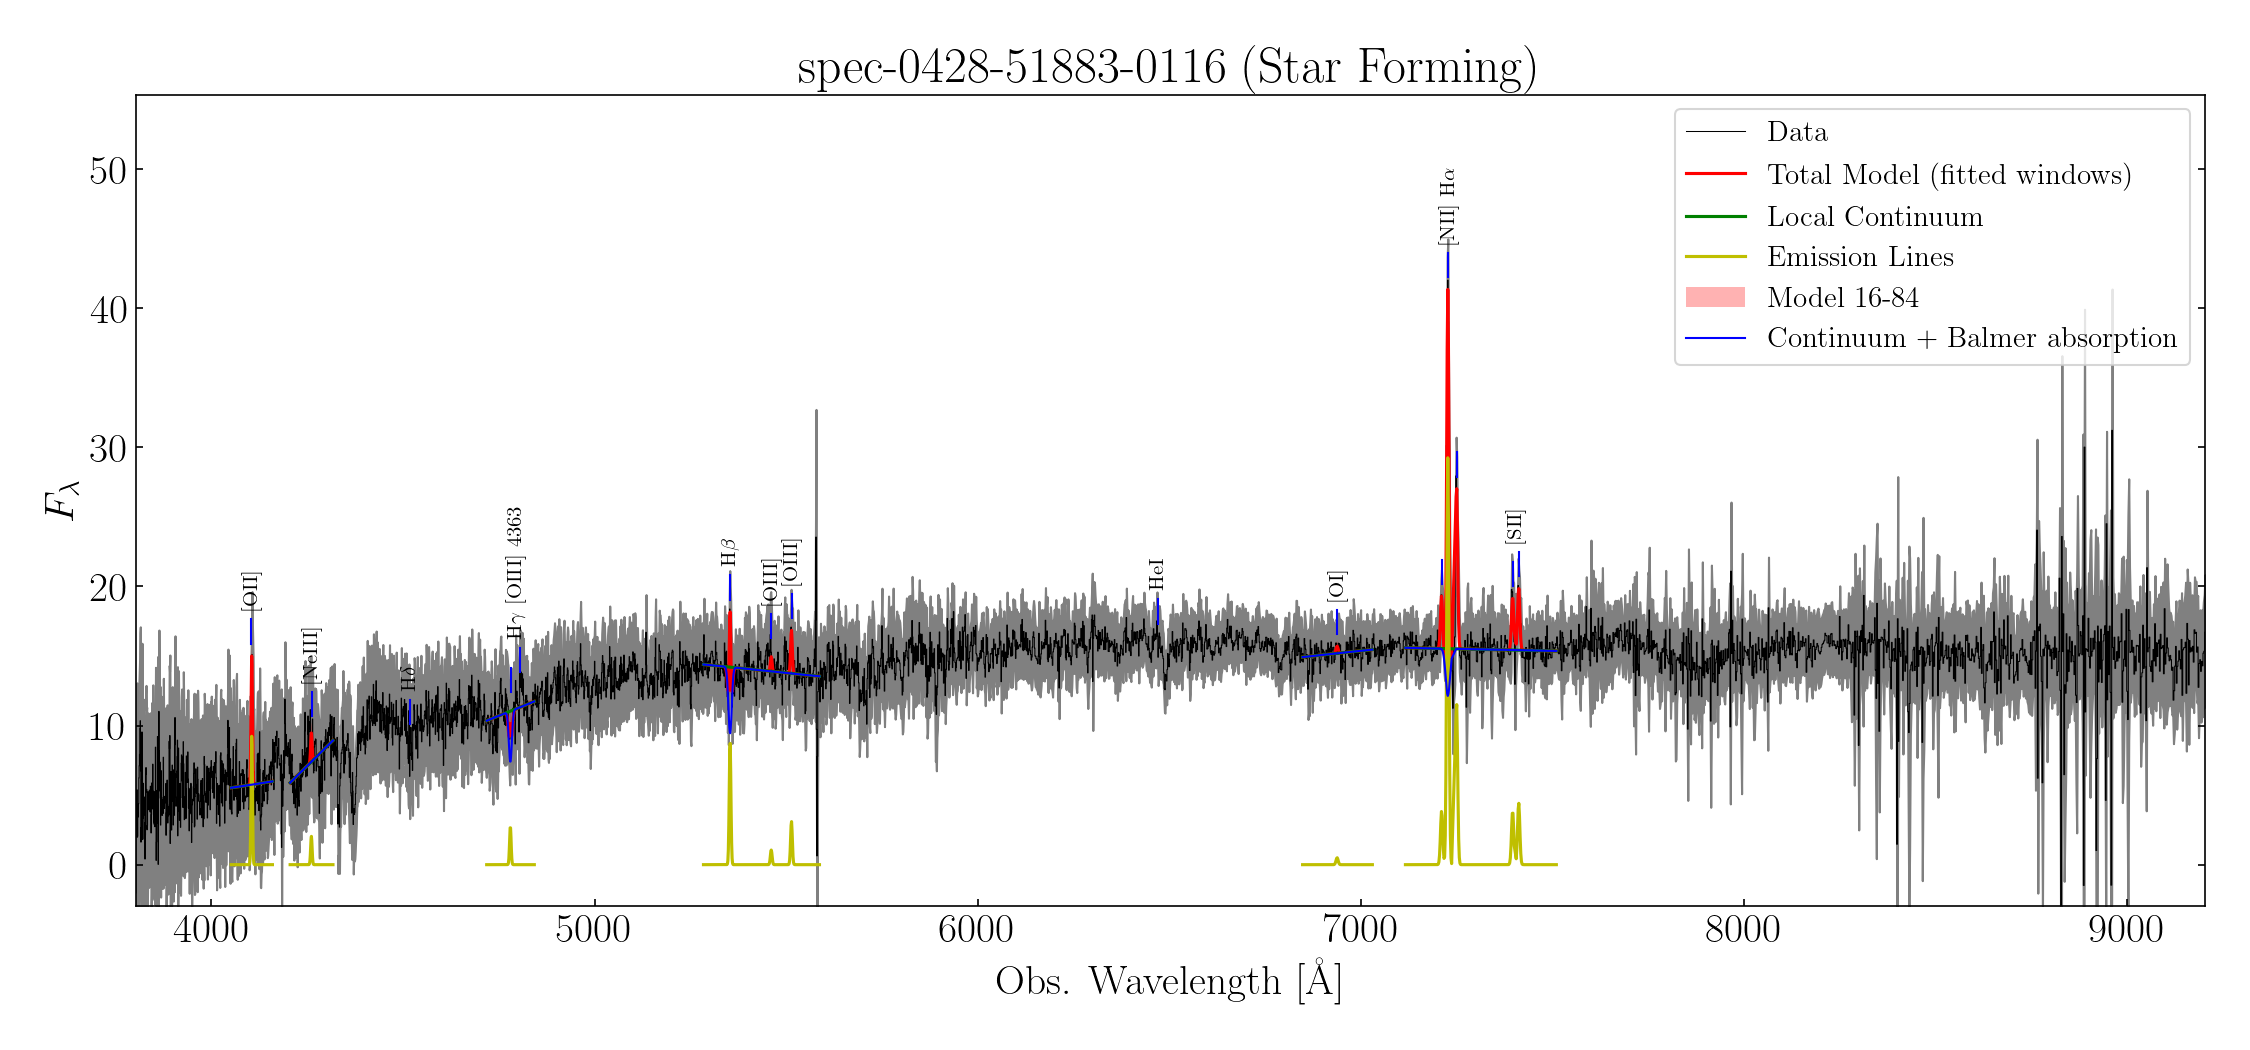 spec-0428-51883-0116 (Star Forming)
Data
Total Model (fitted windows)
Local Continuum
Emission Lines
Model 16-84
Continuum + Balmer absorption
[OII]
[NeIII]
Hδ
Hγ [OIII] 4363
Hβ
[OIII]
[OIII]
HeI
[OI]
[NII] Hα
[SII]
50
40
30
20
10
0
F_λ
4000 5000 6000 7000 8000 9000
Obs. Wavelength [Å]